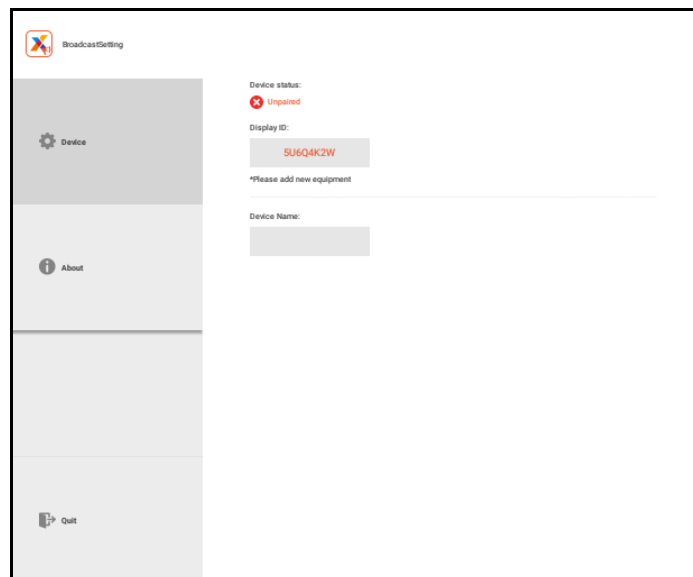 BroadcastSetting
Device
About
Quit
Device status:
Unpaired
Display ID:
5U6Q4K2W
*Please add new equipment
Device Name: